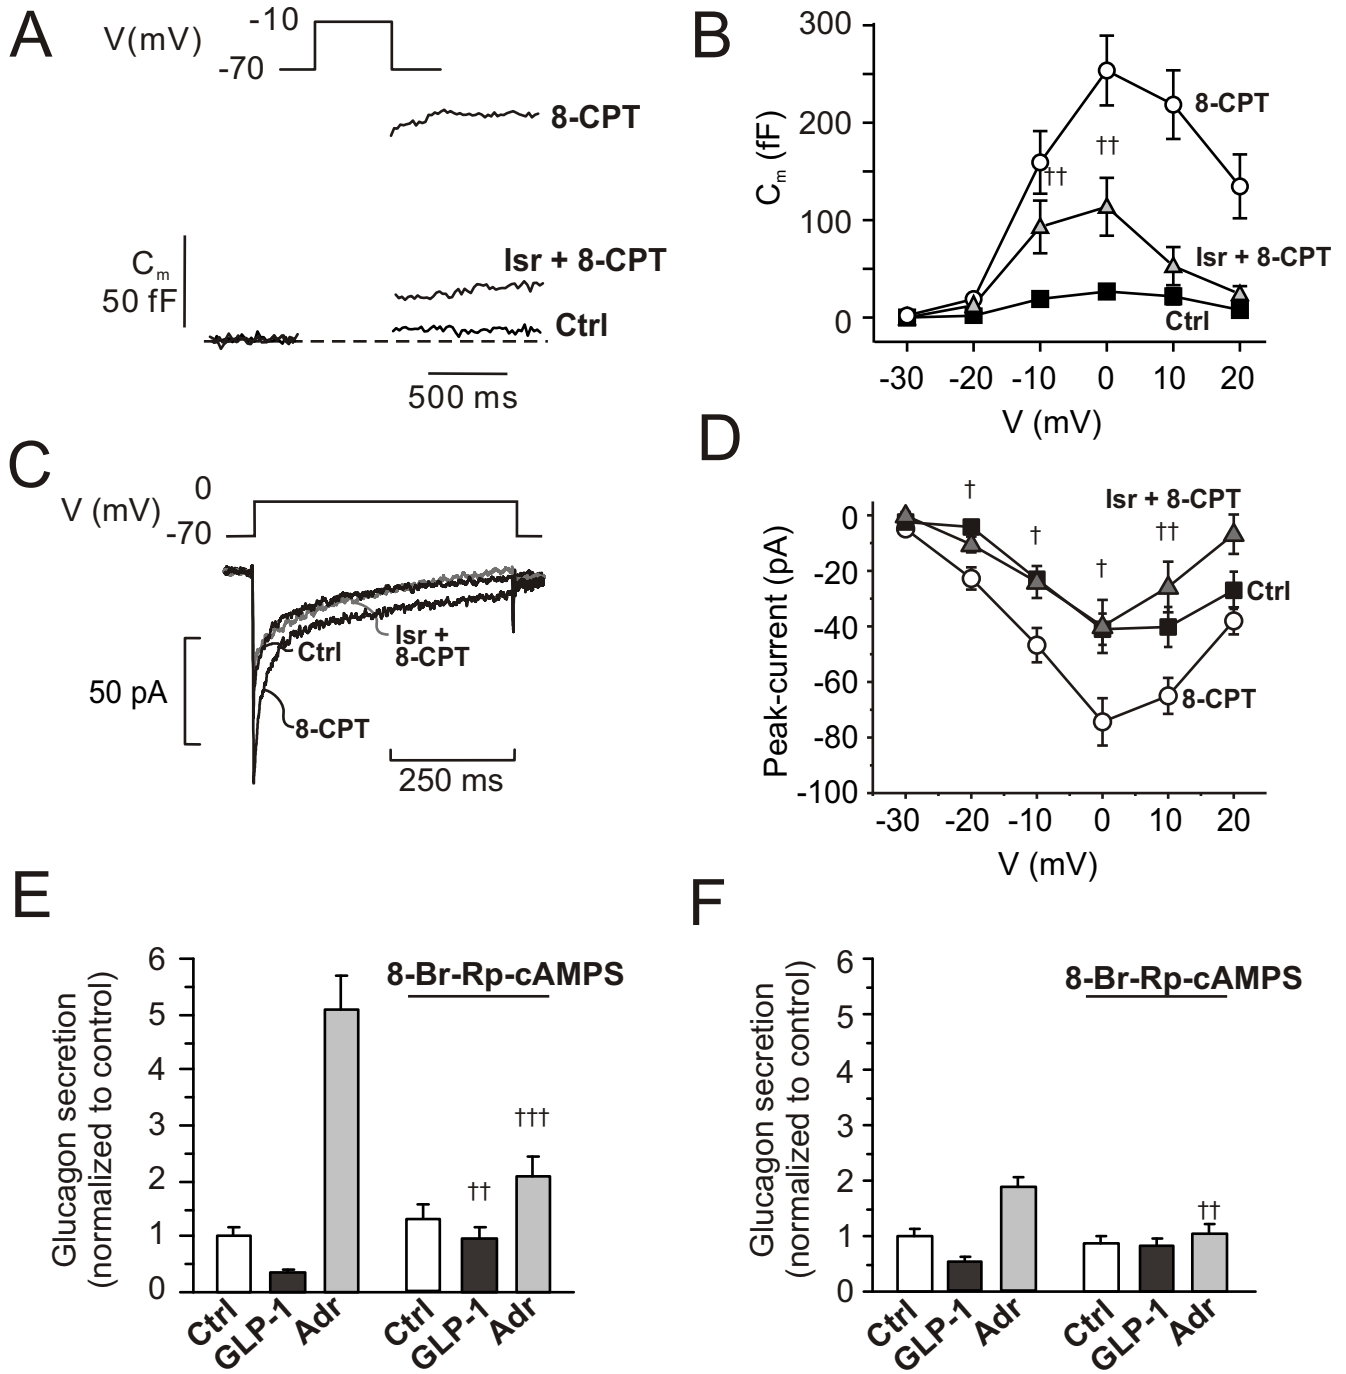 A
V(mV)
-10
-70
8-CPT
Isr + 8-CPT
Ctrl
Cm
50 fF
500 ms
B
Cm (fF)
300
200
100
0
8-CPT
††
††
Isr + 8-CPT
Ctrl
-30 -20 -10 0 10 20
V (mV)
C
V (mV)
0
-70
Ctrl
Isr +
8-CPT
8-CPT
50 pA
250 ms
D
Peak-current (pA)
0
-20
-40
-60
-80
-100
†
†
†
††
Isr + 8-CPT
Ctrl
8-CPT
-30 -20 -10 0 10 20
V (mV)
E
Glucagon secretion
(normalized to control)
6
5
4
3
2
1
0
8-Br-Rp-cAMPS
††
†††
Ctrl GLP-1 Adr Ctrl GLP-1 Adr
F
Glucagon secretion
(normalized to control)
6
5
4
3
2
1
0
8-Br-Rp-cAMPS
††
Ctrl GLP-1 Adr Ctrl GLP-1 Adr